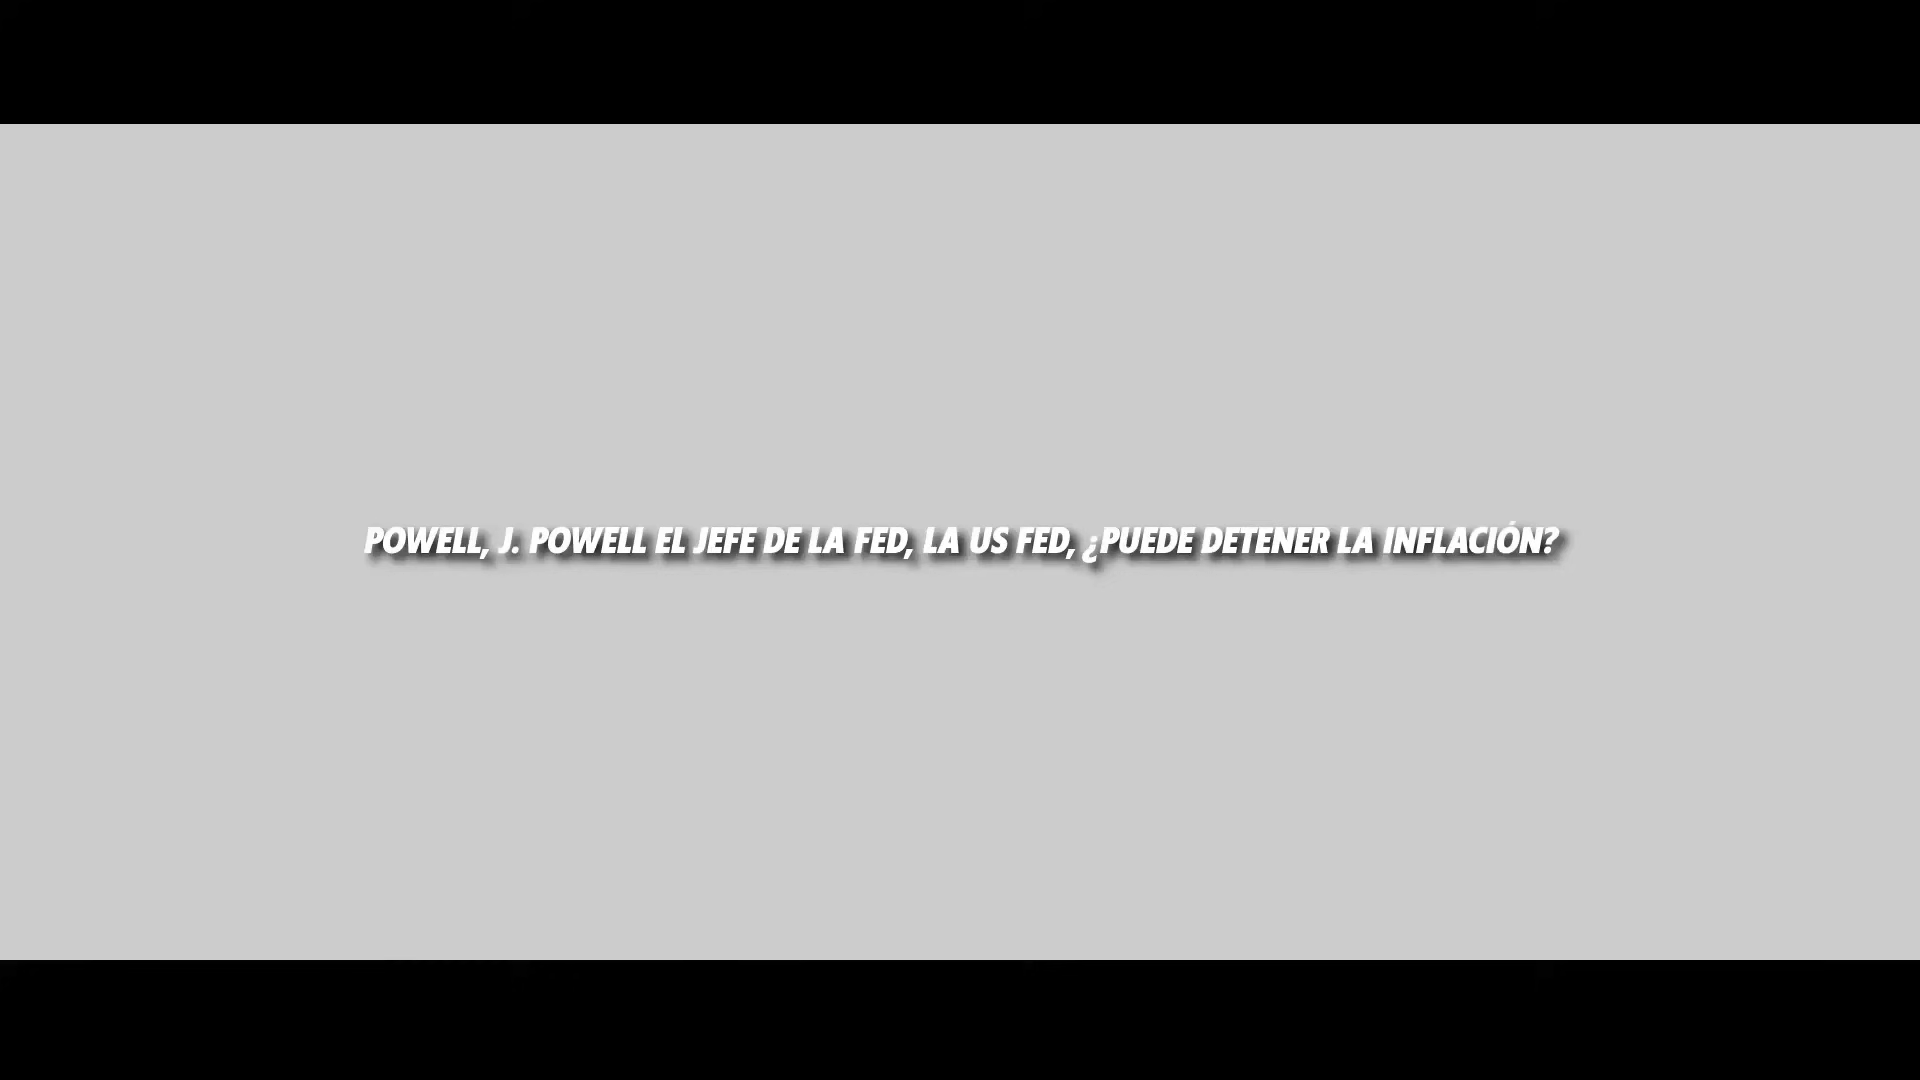 POWELL, J. POWELL EL JEFE DE LA FED, LA US FED, ¿PUEDE DETENER LA INFLACIÓN?